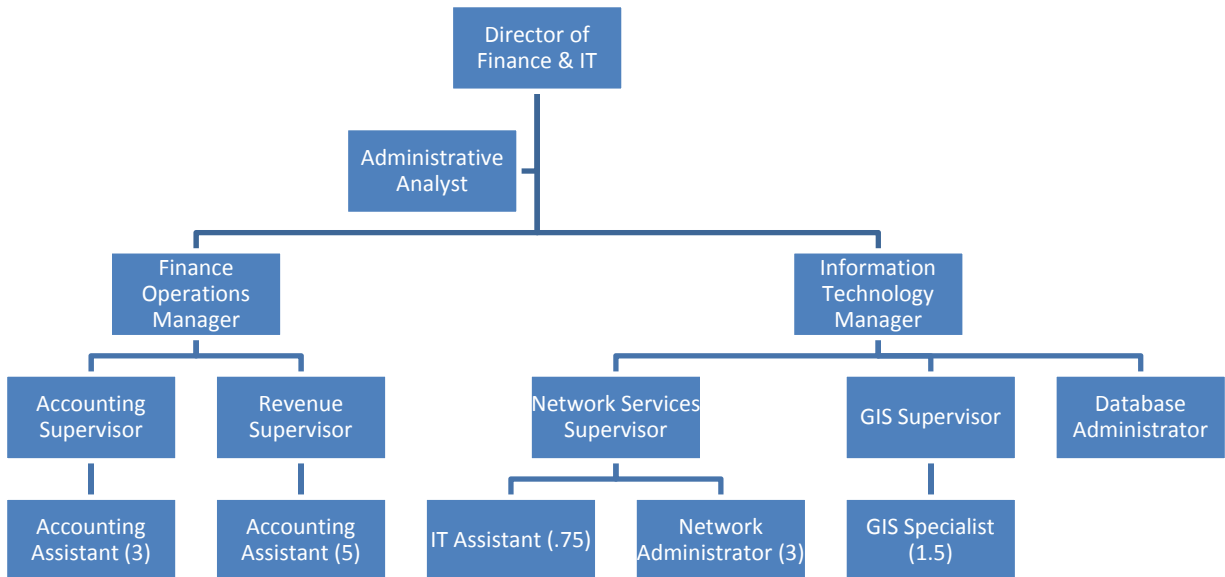 Director of
Finance & IT
Administrative
Analyst
Finance
Operations
Manager
Information
Technology
Manager
Accounting
Supervisor
Revenue
Supervisor
Network Services
Supervisor
GIS Supervisor
Database
Administrator
Accounting
Assistant (3)
Accounting
Assistant (5)
IT Assistant (.75)
Network
Administrator (3)
GIS Specialist
(1.5)